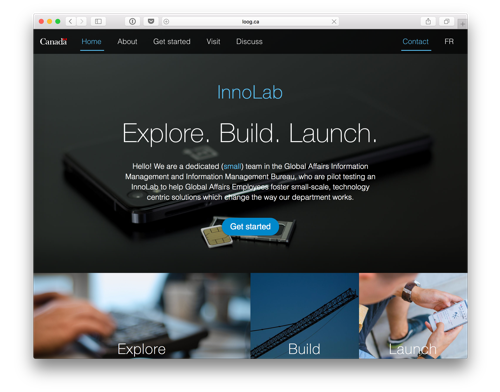 loog.ca
Canada Home About Get started Visit Discuss Contact FR
InnoLab
Explore. Build. Launch.
Hello! We are a dedicated (small) team in the Global Affairs Information
Management and Information Management Bureau, who are pilot testing an
InnoLab to help Global Affairs Employees foster small-scale, technology
centric solutions which change the way our department works.
Get started
Explore Build Launch